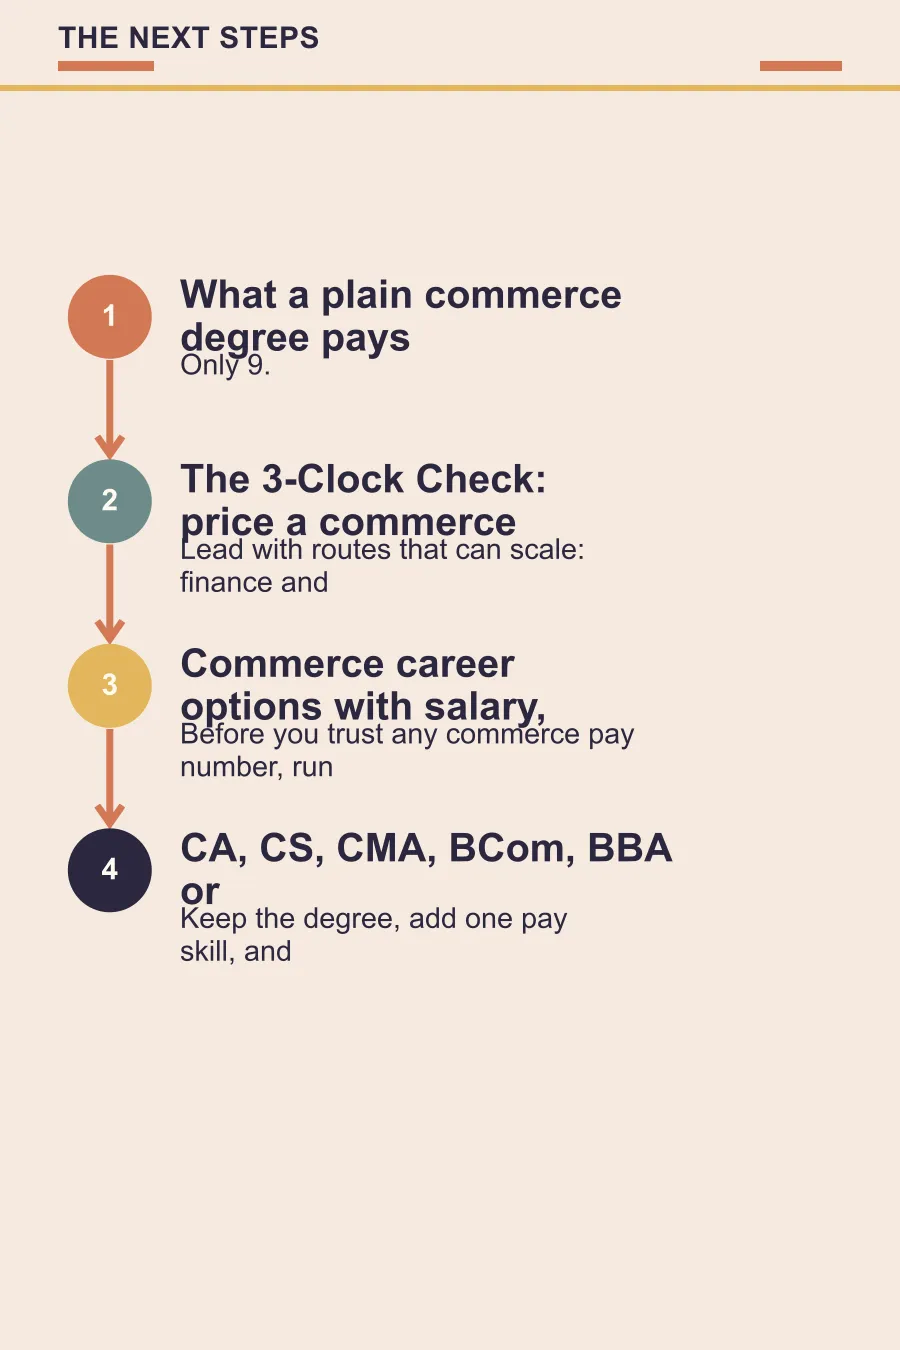 THE NEXT STEPS
1
What a plain commerce
degree pays
Only 9.
2
The 3-Clock Check:
price a commerce
Lead with routes that can scale:
finance and
3
Commerce career
options with salary,
Before you trust any commerce pay
number, run
4
CA, CS, CMA, BCom, BBA
or
Keep the degree, add one pay
skill, and